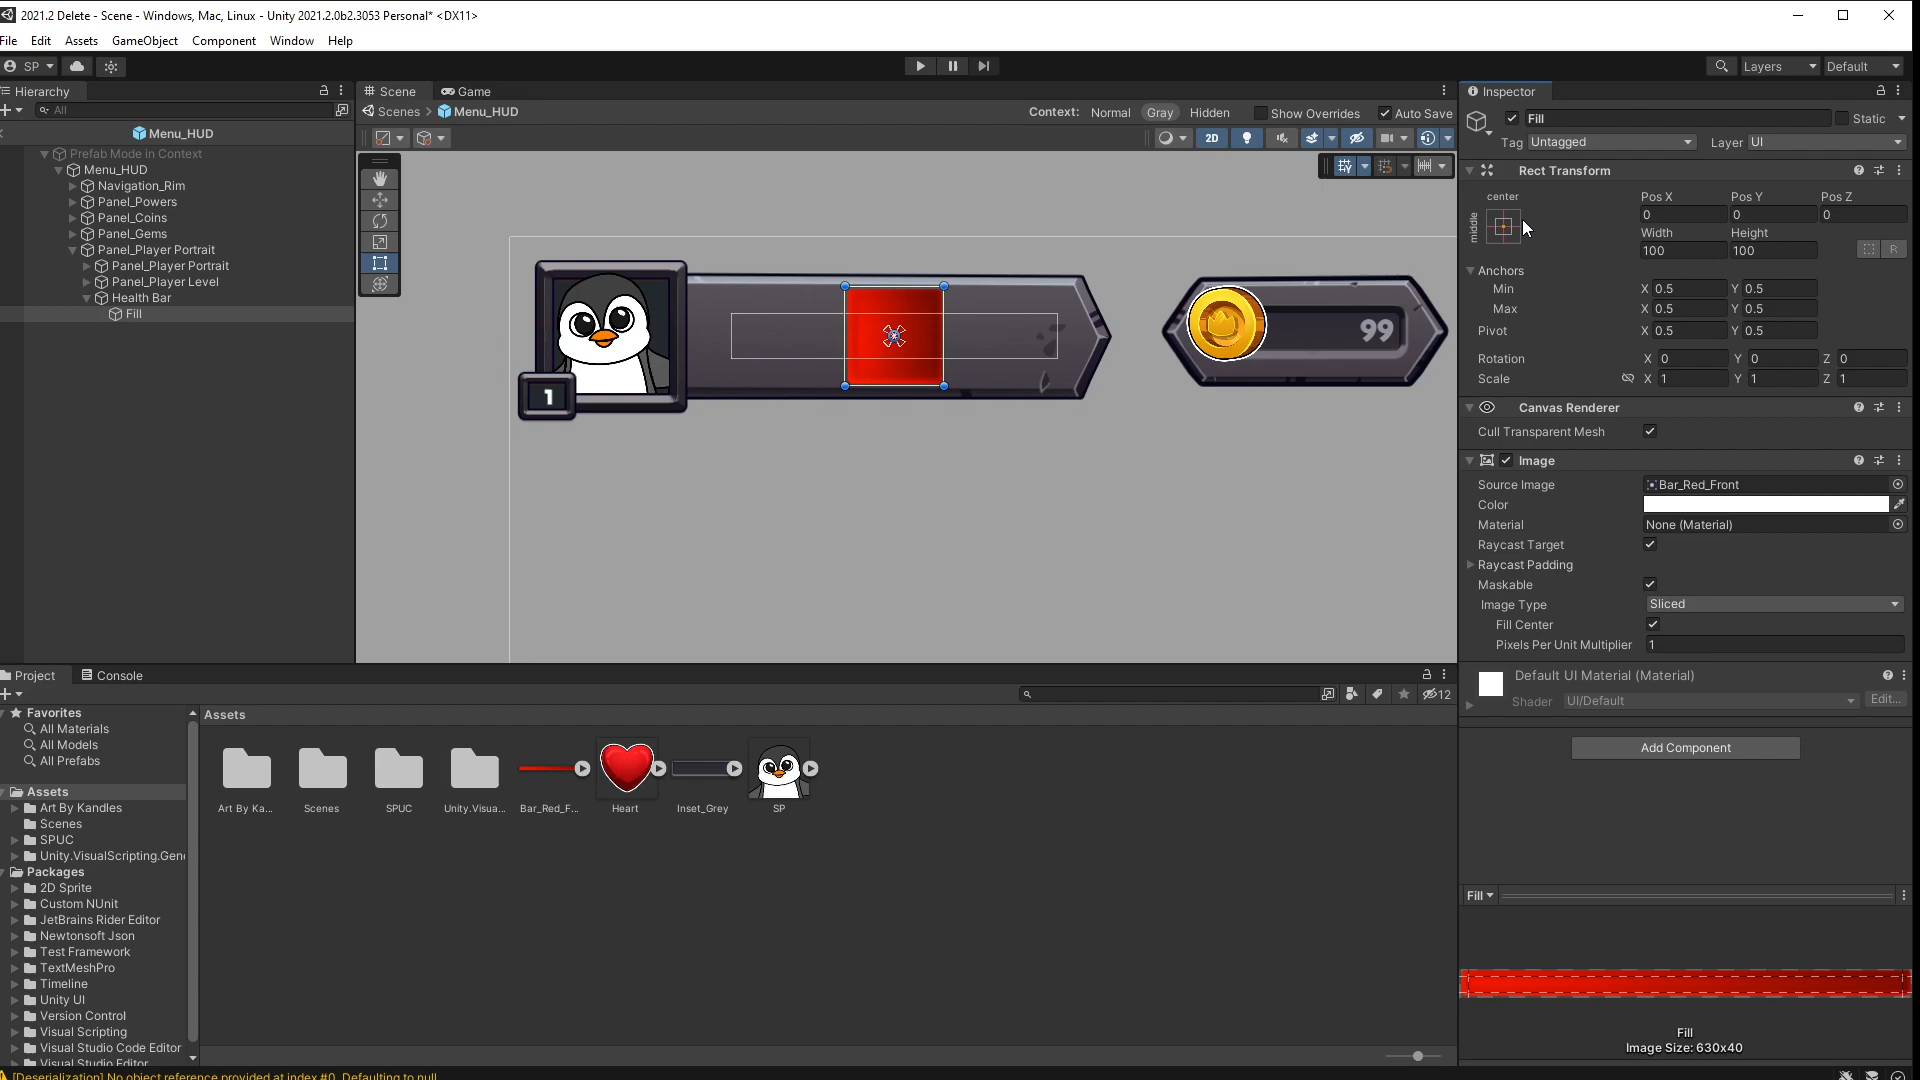 2021.2 Delete - Scene - Windows, Mac, Linux - Unity 2021.2.0b2.3053 Personal* <DX11>
File Edit Assets GameObject Component Window Help
SP
Layers Default
Hierarchy
All
Menu_HUD
Prefab Mode in Context
Menu_HUD
Navigation_Rim
Panel_Powers
Panel_Coins
Panel_Gems
Panel_Player Portrait
Panel_Player Portrait
Panel_Player Level
Health Bar
Fill
Scene Game
Scenes Menu_HUD
Context: Normal Gray Hidden Show Overrides Auto Save
2D
1
99
Inspector
Fill Static
Tag Untagged Layer UI
Rect Transform
center Pos X Pos Y Pos Z
middle
0 0 0
Width Height
100 100
R
Anchors
Min X 0.5 Y 0.5
Max X 0.5 Y 0.5
Pivot X 0.5 Y 0.5
Rotation X 0 Y 0 Z 0
Scale X 1 Y 1 Z 1
Canvas Renderer
Cull Transparent Mesh
Image
Source Image Bar_Red_Front
Color
Material None (Material)
Raycast Target
Raycast Padding
Maskable
Image Type Sliced
Fill Center
Pixels Per Unit Multiplier 1
Default UI Material (Material)
Shader UI/Default Edit...
Add Component
Fill
Fill
Image Size: 630x40
Project Console
12
Favorites
All Materials
All Models
All Prefabs
Assets
Art By Kandles
Scenes
SPUC
Unity.VisualScripting.Gene
Packages
2D Sprite
Custom NUnit
JetBrains Rider Editor
Newtonsoft Json
Test Framework
TextMeshPro
Timeline
Unity UI
Version Control
Visual Scripting
Visual Studio Code Editor
Visual Studio Editor
Assets
Art By Ka... Scenes SPUC Unity.Visua... Bar_Red_F... Heart Inset_Grey SP
[Deserialization] No object reference provided at index #0. Defaulting to null.